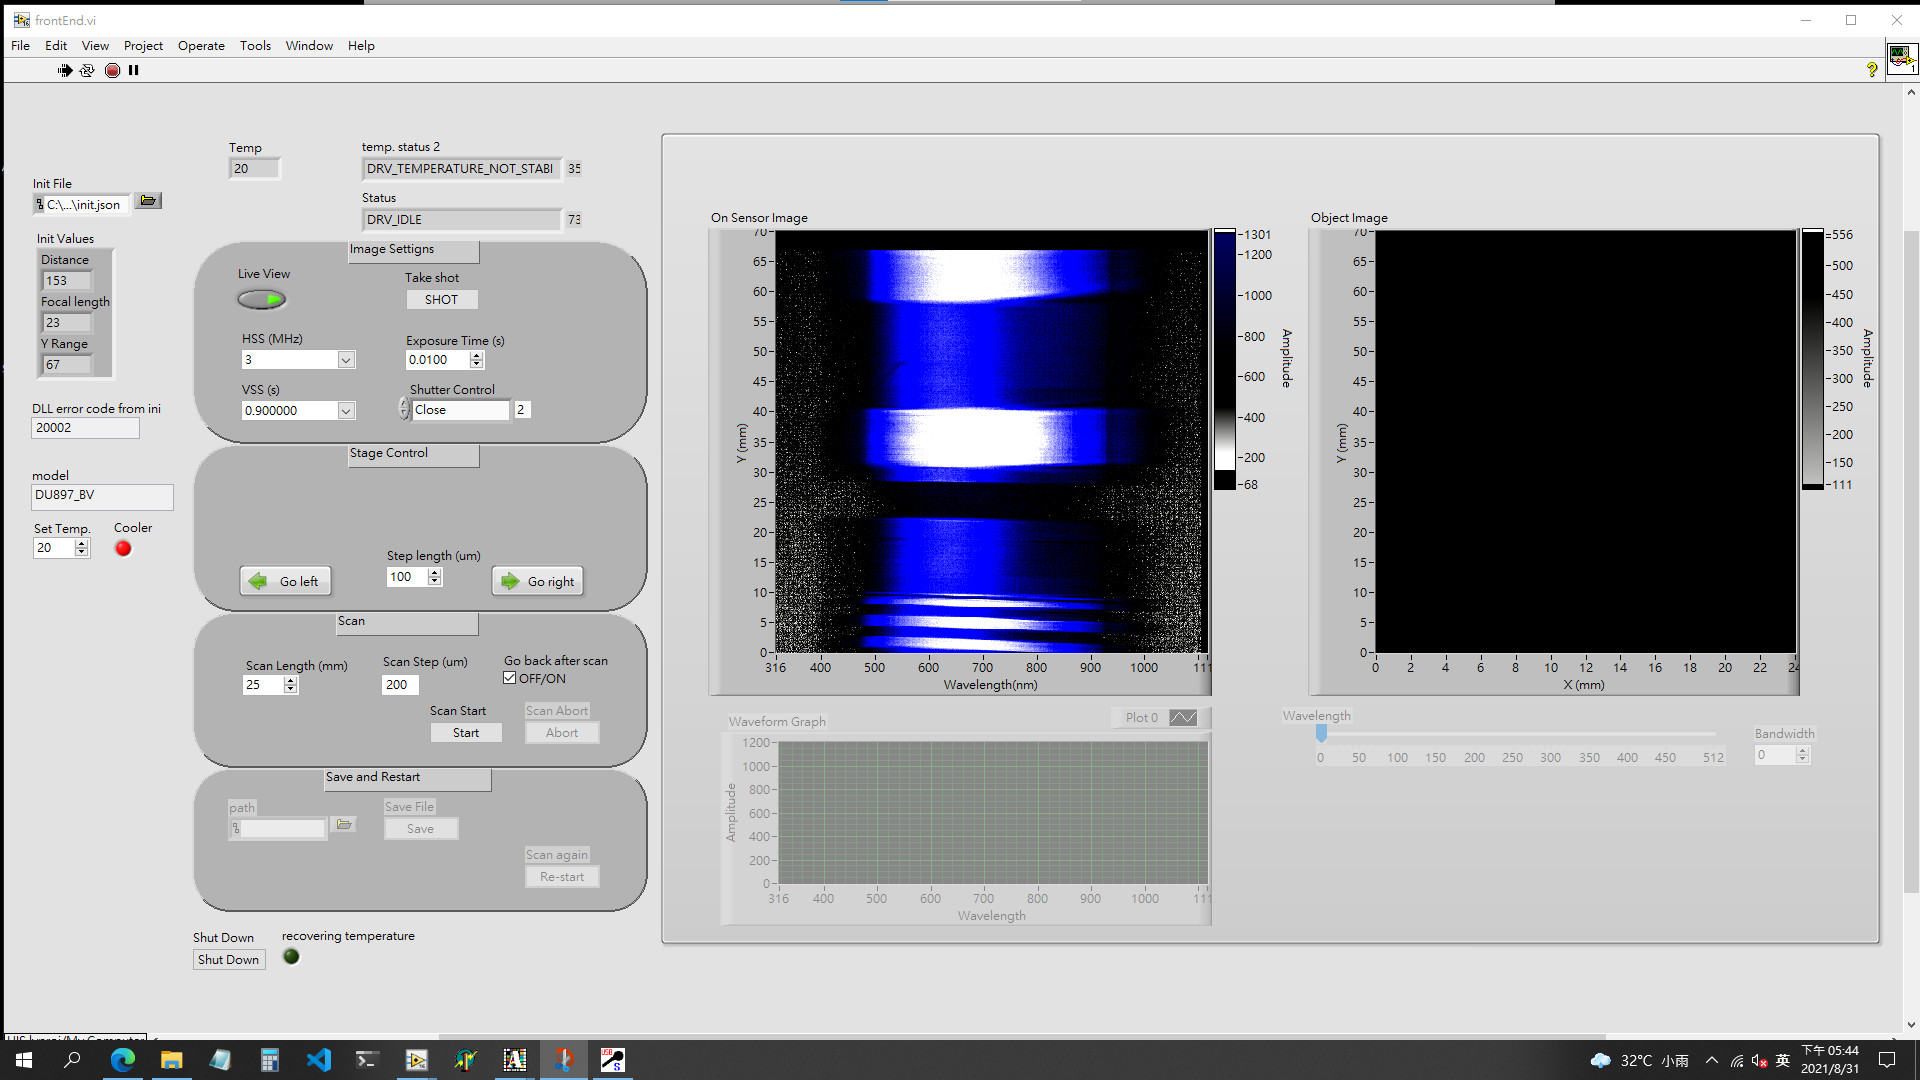 frontEnd.vi
File Edit View Project Operate Tools Window Help
Temp
20
temp. status 2
DRV_TEMPERATURE_NOT_STABI 35
Status
DRV_IDLE 73
Init File
C:\...\init.json
Init Values
Distance
153
Focal length
23
Y Range
67
DLL error code from ini
20002
model
DU897_BV
Set Temp. Cooler
20
Image Settigns
Live View
Take shot
SHOT
HSS (MHz)
3
Exposure Time (s)
0.0100
VSS (s)
0.900000
Shutter Control
Close 2
Stage Control
Step length (um)
100
Go left
Go right
Scan
Scan Length (mm)
25
Scan Step (um)
200
Go back after scan
OFF/ON
Scan Start
Start
Scan Abort
Abort
Save and Restart
path
Save File
Save
Scan again
Re-start
Shut Down
Shut Down
recovering temperature
On Sensor Image
70
65
60
55
50
45
40
35
30
25
20
15
10
5
0
Y (mm)
316 400 500 600 700 800 900 1000 111
Wavelength(nm)
1301
1200
1000
800
600
400
200
68
Amplitude
Object Image
70
65
60
55
50
45
40
35
30
25
20
15
10
5
0
Y (mm)
0 2 4 6 8 10 12 14 16 18 20 22 24
X (mm)
556
500
450
400
350
300
250
200
150
111
Amplitude
Waveform Graph
Plot 0
1200
1000
800
600
400
200
0
Amplitude
316 400 500 600 700 800 900 1000 111
Wavelength
Wavelength
0 50 100 150 200 250 300 350 400 450 512
Bandwidth
0
32°C 小雨
英
下午 05:44
2021/8/31